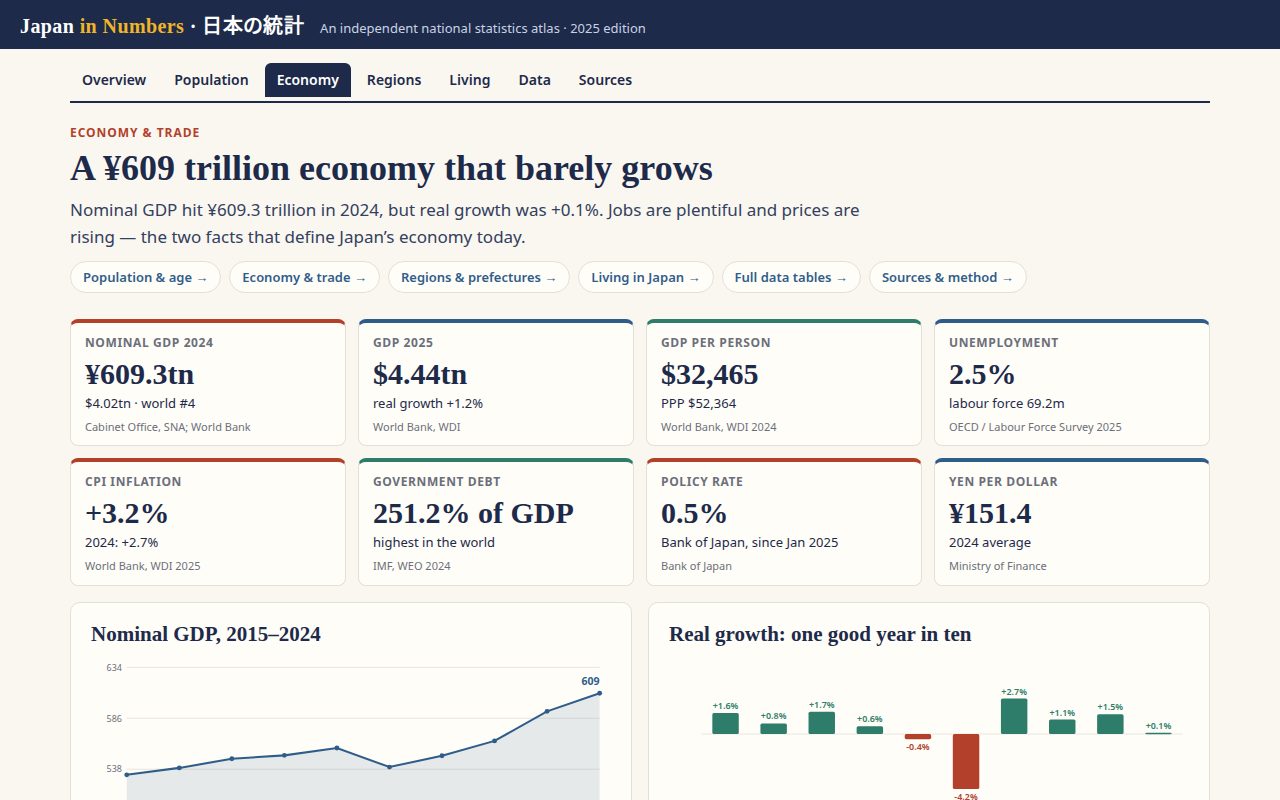 Japan in Numbers · 日本の統計 An independent national statistics atlas · 2025 edition
Overview Population Economy Regions Living Data Sources
ECONOMY & TRADE
A ¥609 trillion economy that barely grows
Nominal GDP hit ¥609.3 trillion in 2024, but real growth was +0.1%. Jobs are plentiful and prices are
rising — the two facts that define Japan’s economy today.
Population & age → Economy & trade → Regions & prefectures → Living in Japan → Full data tables → Sources & method →
NOMINAL GDP 2024
¥609.3tn
$4.02tn · world #4
Cabinet Office, SNA; World Bank
GDP 2025
$4.44tn
real growth +1.2%
World Bank, WDI
GDP PER PERSON
$32,465
PPP $52,364
World Bank, WDI 2024
UNEMPLOYMENT
2.5%
labour force 69.2m
OECD / Labour Force Survey 2025
CPI INFLATION
+3.2%
2024: +2.7%
World Bank, WDI 2025
GOVERNMENT DEBT
251.2% of GDP
highest in the world
IMF, WEO 2024
POLICY RATE
0.5%
Bank of Japan, since Jan 2025
Bank of Japan
YEN PER DOLLAR
¥151.4
2024 average
Ministry of Finance
Nominal GDP, 2015–2024
634
609
586
538
Real growth: one good year in ten
+1.6%
+0.8%
+1.7%
+0.6%
-0.4%
-4.2%
+2.7%
+1.1%
+1.5%
+0.1%